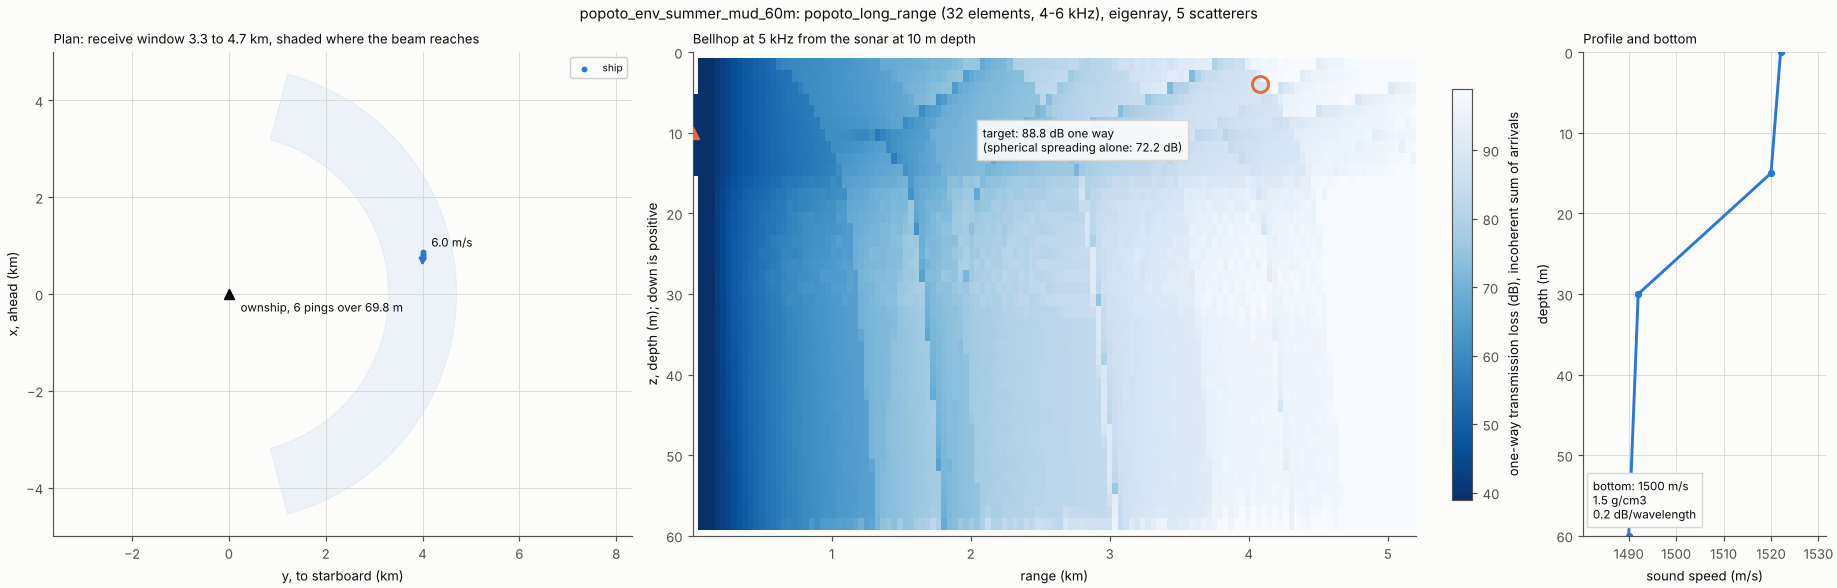 popoto_env_summer_mud_60m: popoto_long_range (32 elements, 4-6 kHz), eigenray, 5 scatterers
Plan: receive window 3.3 to 4.7 km, shaded where the beam reaches
ship
6.0 m/s
ownship, 6 pings over 69.8 m
4
2
0
−2
−4
−2
0
2
4
6
8
x, ahead (km)
y, to starboard (km)
Bellhop at 5 kHz from the sonar at 10 m depth
target: 88.8 dB one way
(spherical spreading alone: 72.2 dB)
0
10
20
30
40
50
60
1
2
3
4
5
z, depth (m); down is positive
range (km)
90
80
70
60
50
40
one-way transmission loss (dB), incoherent sum of arrivals
Profile and bottom
0
10
20
30
40
50
60
bottom: 1500 m/s
1.5 g/cm3
0.2 dB/wavelength
1490
1500
1510
1520
1530
depth (m)
sound speed (m/s)